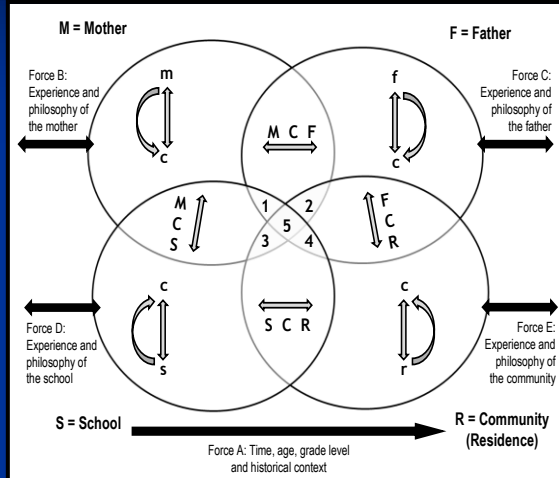 M = Mother
F = Father
Force B:
Experience and
philosophy of
the mother
m
c
M C F
f
c
Force C:
Experience and
philosophy of
the father
M
C
S
1
2
5
3
4
F
C
R
Force D:
Experience and
philosophy of
the school
c
s
S C R
c
r
Force E:
Experience and
philosophy of
the community
S = School
R = Community
(Residence)
Force A: Time, age, grade level
and historical context